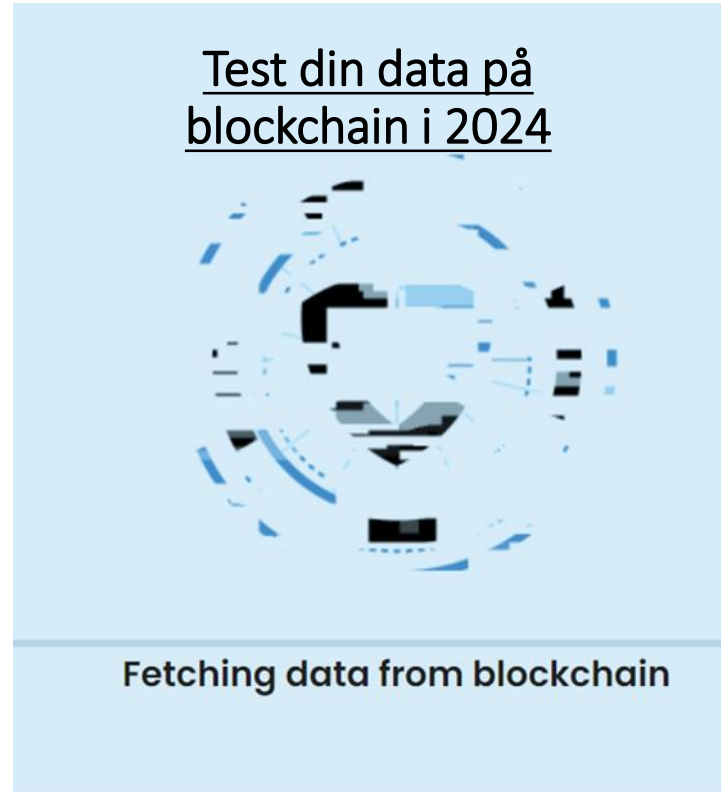 Test din data på
blockchain i 2024
Fetching data from blockchain